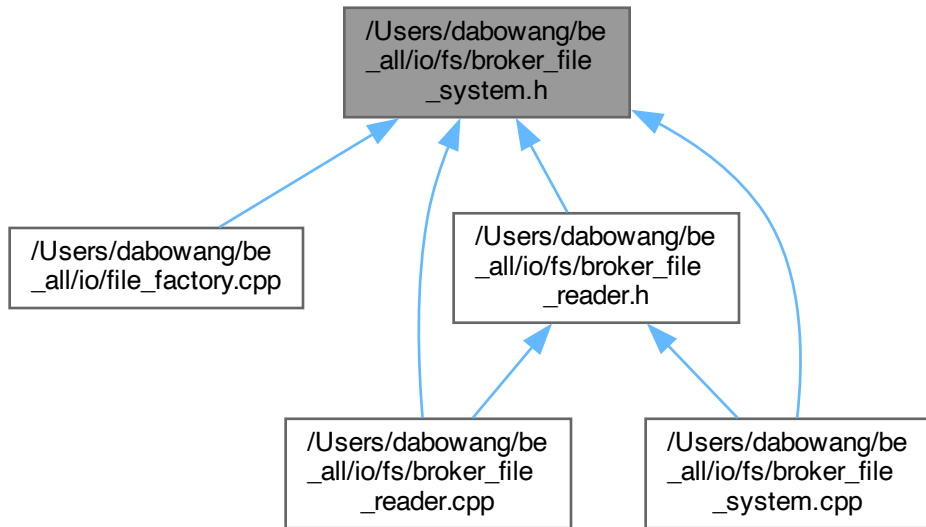 /Users/dabowang/be
_all/io/fs/broker_file
_system.h
/Users/dabowang/be
_all/io/file_factory.cpp
/Users/dabowang/be
_all/io/fs/broker_file
_reader.h
/Users/dabowang/be
_all/io/fs/broker_file
_reader.cpp
/Users/dabowang/be
_all/io/fs/broker_file
_system.cpp